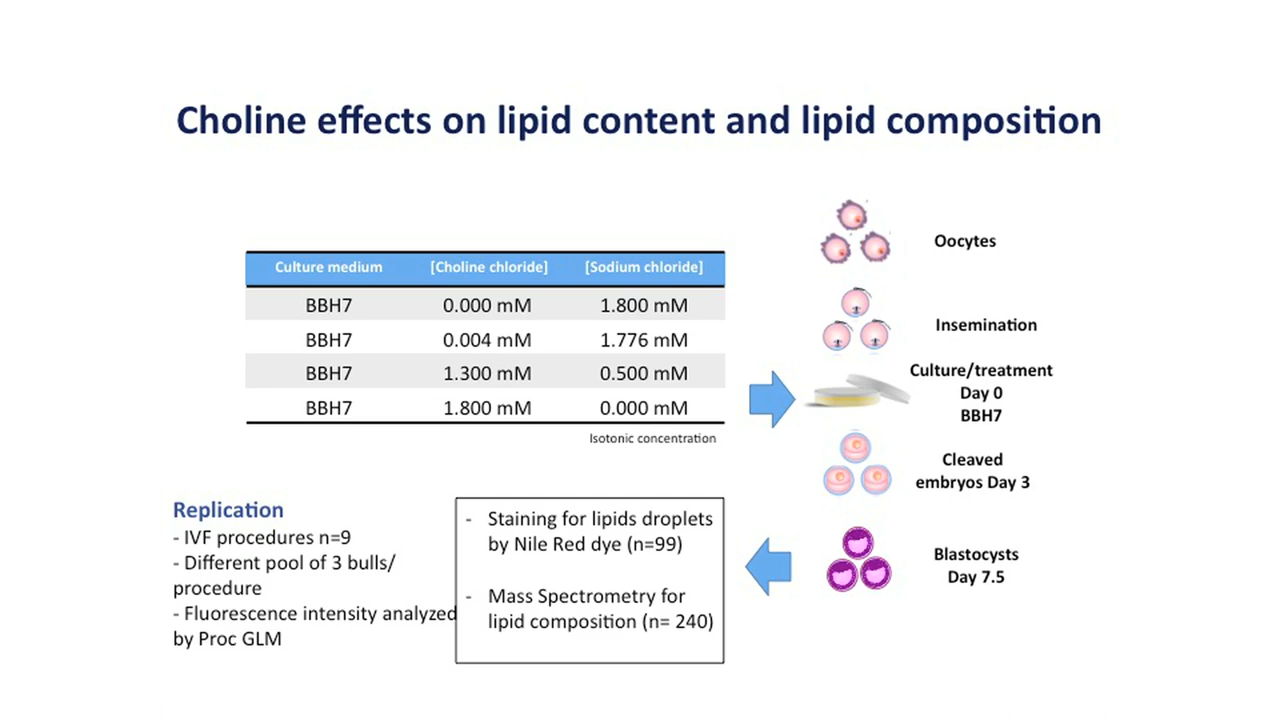 Choline effects on lipid content and lipid composition
Culture medium [Choline chloride] [Sodium chloride]
BBH7 0.000 mM 1.800 mM
BBH7 0.004 mM 1.776 mM
BBH7 1.300 mM 0.500 mM
BBH7 1.800 mM 0.000 mM
Isotonic concentration
Oocytes
Insemination
Culture/treatment
Day 0
BBH7
Cleaved
embryos Day 3
Blastocysts
Day 7.5
Replication
- IVF procedures n=9
- Different pool of 3 bulls/
procedure
- Fluorescence intensity analyzed
by Proc GLM
- Staining for lipids droplets
by Nile Red dye (n=99)
- Mass Spectrometry for
lipid composition (n= 240)